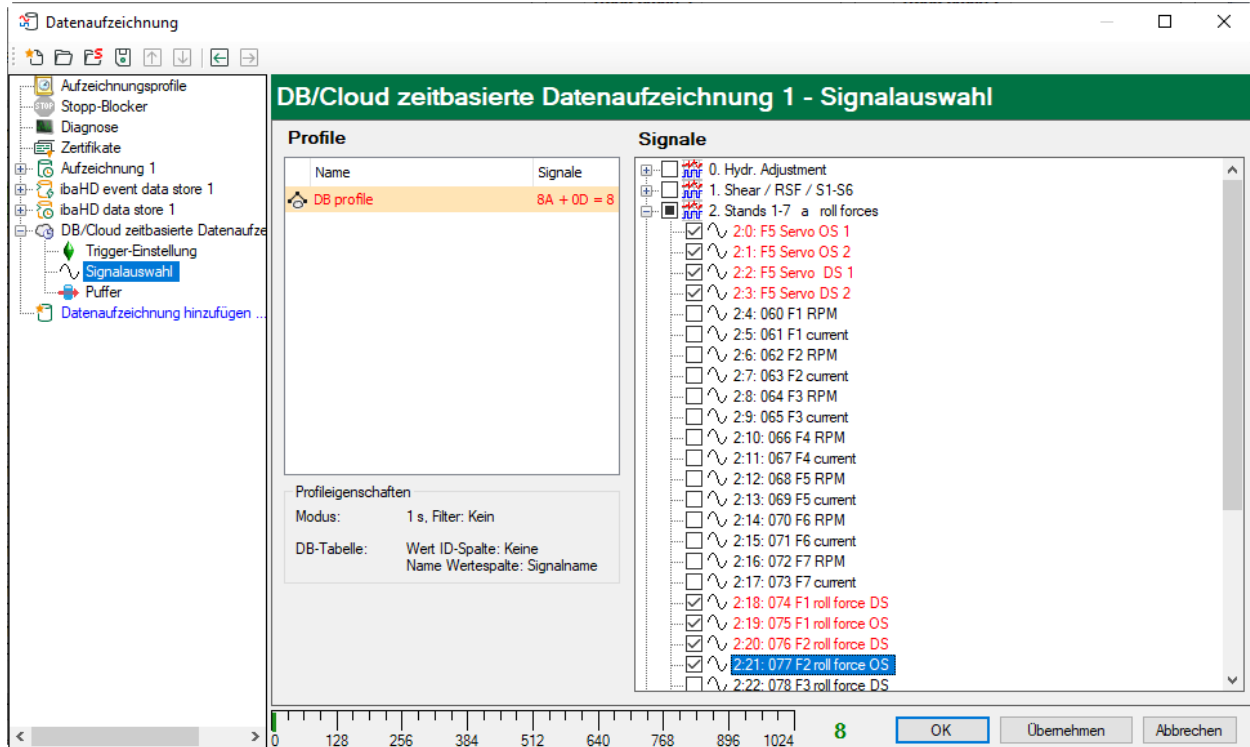 Datenaufzeichnung
Aufzeichnungsprofile
STOP Stopp-Blocker
Diagnose
Zertifikate
Aufzeichnung 1
ibaHD event data store 1
ibaHD data store 1
DB/Cloud zeitbasierte Datenaufze
Trigger-Einstellung
Signalauswahl
Puffer
Datenaufzeichnung hinzufügen ...
DB/Cloud zeitbasierte Datenaufzeichnung 1 - Signalauswahl
Profile
Name Signale
DB profile 8A + 0D = 8
Profileigenschaften
Modus: 1 s, Filter: Kein
DB-Tabelle: Wert ID-Spalte: Keine
Name Wertespalte: Signalname
Signale
0. Hydr. Adjustment
1. Shear / RSF / S1-S6
2. Stands 1-7 a roll forces
2:0: F5 Servo OS 1
2:1: F5 Servo OS 2
2:2: F5 Servo DS 1
2:3: F5 Servo DS 2
2:4: 060 F1 RPM
2:5: 061 F1 current
2:6: 062 F2 RPM
2:7: 063 F2 current
2:8: 064 F3 RPM
2:9: 065 F3 current
2:10: 066 F4 RPM
2:11: 067 F4 current
2:12: 068 F5 RPM
2:13: 069 F5 current
2:14: 070 F6 RPM
2:15: 071 F6 current
2:16: 072 F7 RPM
2:17: 073 F7 current
2:18: 074 F1 roll force DS
2:19: 075 F1 roll force OS
2:20: 076 F2 roll force DS
2:21: 077 F2 roll force OS
2:22: 078 F3 roll force DS
0 128 256 384 512 640 768 896 1024 8 OK Übernehmen Abbrechen